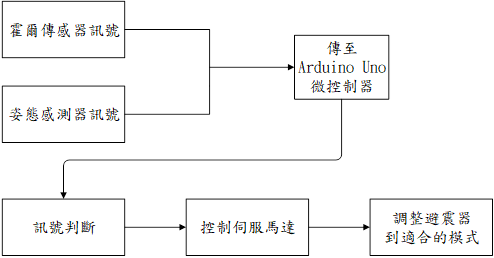 霍爾傳感器訊號
姿態感測器訊號
傳至
Arduino Uno
微控制器
訊號判斷
控制伺服馬達
調整避震器
到適合的模式